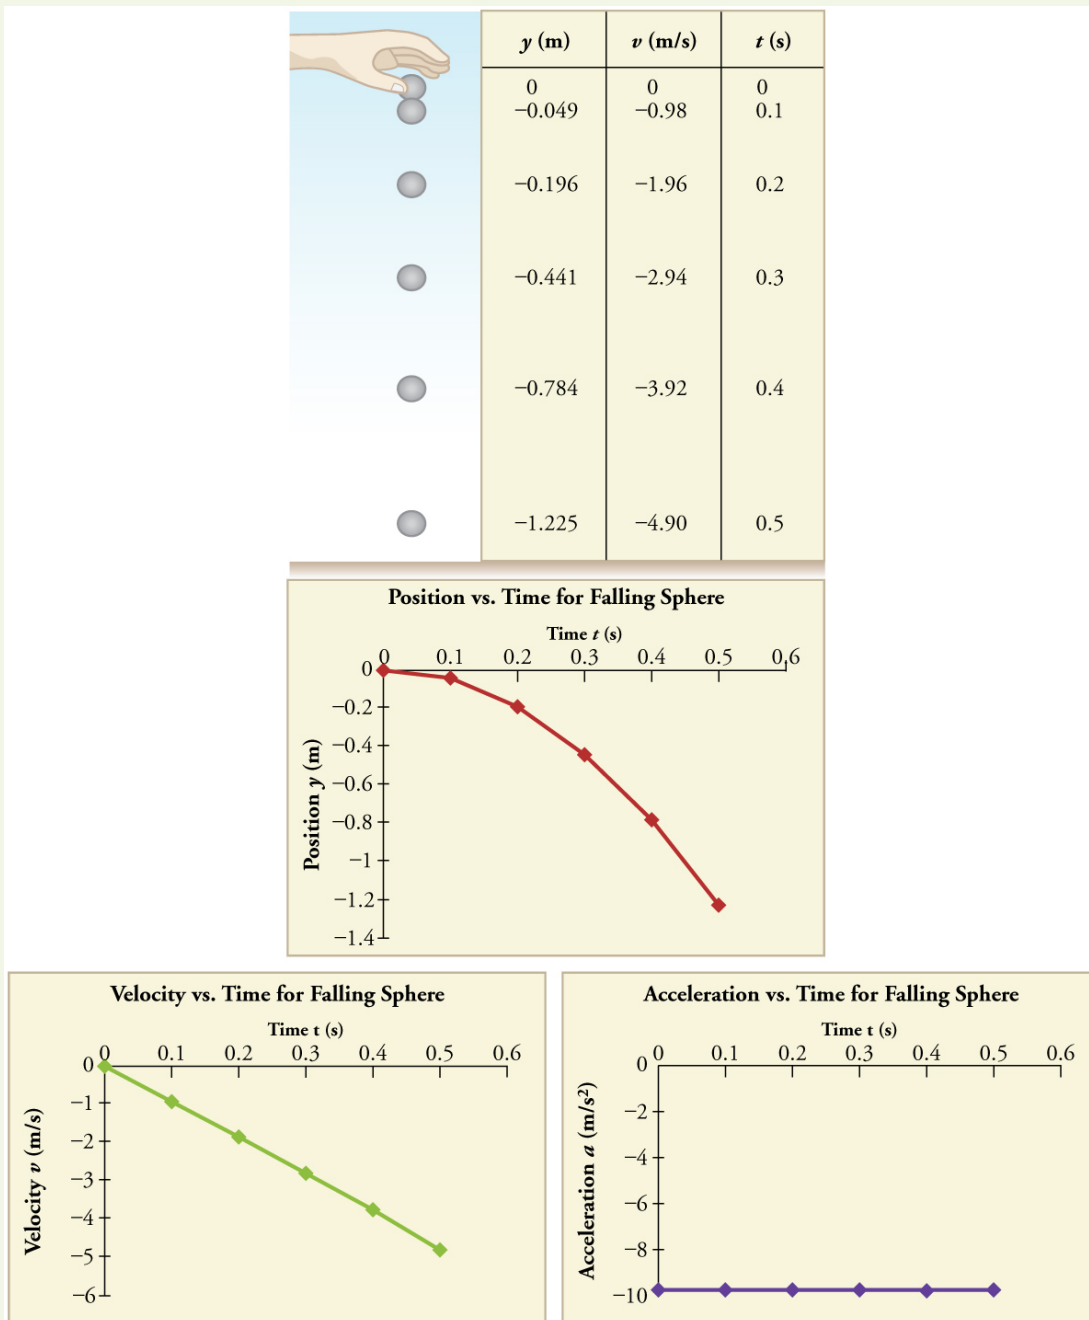 y (m) v (m/s) t (s)
0 0 0
−0.049 −0.98 0.1
−0.196 −1.96 0.2
−0.441 −2.94 0.3
−0.784 −3.92 0.4
−1.225 −4.90 0.5
Position vs. Time for Falling Sphere
Time t (s)
0 0.1 0.2 0.3 0.4 0.5 0.6
0
−0.2
−0.4
−0.6
−0.8
−1
−1.2
−1.4
Position y (m)
Velocity vs. Time for Falling Sphere
Time t (s)
0 0.1 0.2 0.3 0.4 0.5 0.6
0
−1
−2
−3
−4
−5
−6
Velocity v (m/s)
Acceleration vs. Time for Falling Sphere
Time t (s)
0 0.1 0.2 0.3 0.4 0.5 0.6
0
−2
−4
−6
−8
−10
Acceleration a (m/s²)